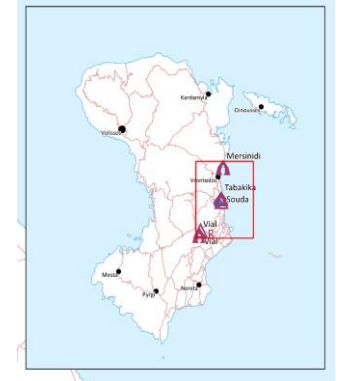 Kardamyla
Oinousses
Volissos
Mersinidi
Vrontados
Tabakika
Souda
Vial
R
Vial
Mesta
Pyrgi
Nenita